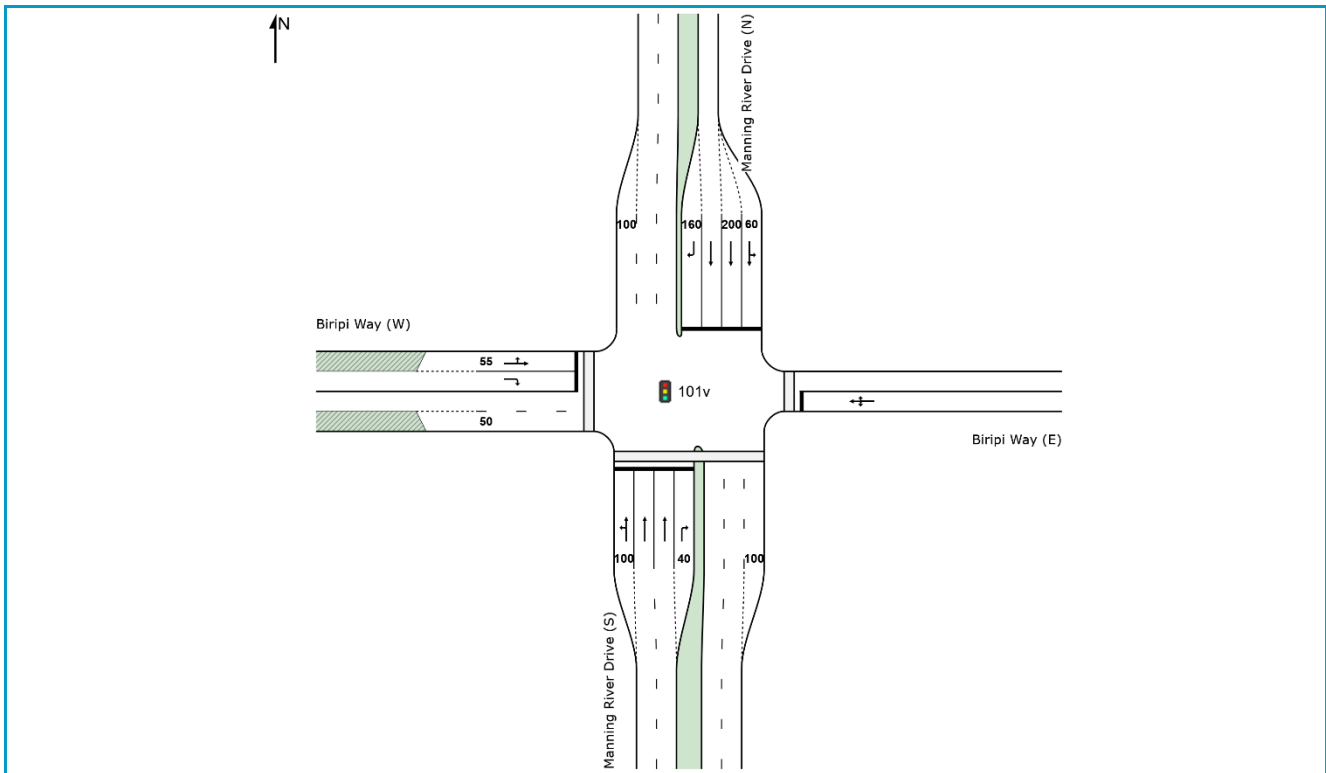 N
Manning River Drive (N)
100
160
200
60
Biripi Way (W)
55
101v
50
Biripi Way (E)
100
40
100
Manning River Drive (S)